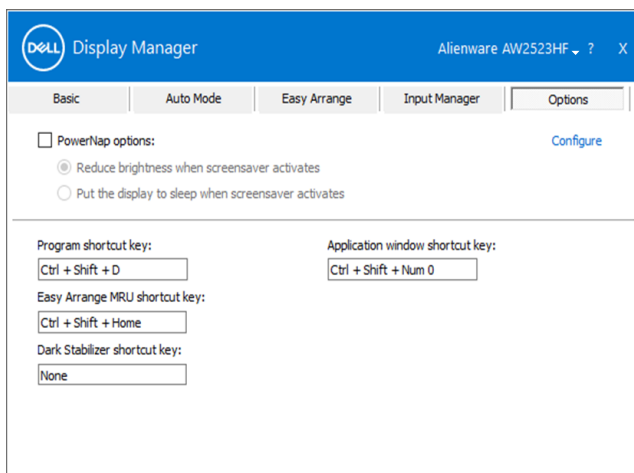 DELL Display Manager
Alienware AW2523HF ? X
Basic Auto Mode Easy Arrange Input Manager Options
PowerNap options: Configure
Reduce brightness when screensaver activates
Put the display to sleep when screensaver activates
Program shortcut key: Application window shortcut key:
Ctrl + Shift + D Ctrl + Shift + Num 0
Easy Arrange MRU shortcut key:
Ctrl + Shift + Home
Dark Stabilizer shortcut key:
None